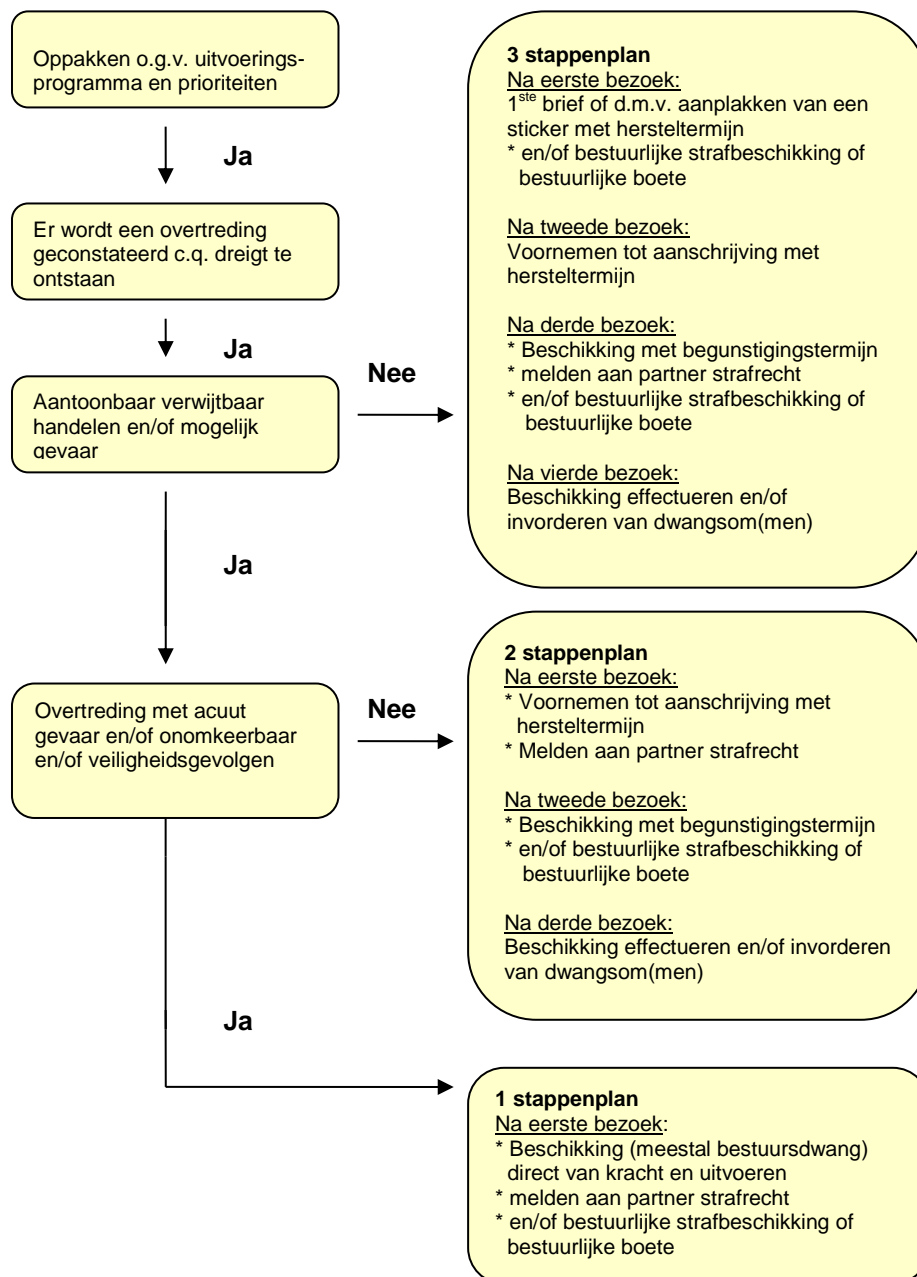 Oppakken o.g.v. uitvoerings-
programma en prioriteiten
Ja
Er wordt een overtreding
geconstateerd c.q. dreigt te
ontstaan
Ja
Aantoonbaar verwijtbaar
handelen en/of mogelijk
gevaar
Nee
3 stappenplan
Na eerste bezoek:
1ste brief of d.m.v. aanplakken van een
sticker met hersteltermijn
* en/of bestuurlijke strafbeschikking of
bestuurlijke boete
Na tweede bezoek:
Voornemen tot aanschrijving met
hersteltermijn
Na derde bezoek:
* Beschikking met begunstigingstermijn
* melden aan partner strafrecht
* en/of bestuurlijke strafbeschikking of
bestuurlijke boete
Na vierde bezoek:
Beschikking effectueren en/of
invorderen van dwangsom(men)
Ja
Overtreding met acuut
gevaar en/of onomkeerbaar
en/of veiligheidsgevolgen
Nee
2 stappenplan
Na eerste bezoek:
* Voornemen tot aanschrijving met
hersteltermijn
* Melden aan partner strafrecht
Na tweede bezoek:
* Beschikking met begunstigingstermijn
* en/of bestuurlijke strafbeschikking of
bestuurlijke boete
Na derde bezoek:
Beschikking effectueren en/of invorderen
van dwangsom(men)
Ja
1 stappenplan
Na eerste bezoek:
* Beschikking (meestal bestuursdwang)
direct van kracht en uitvoeren
* melden aan partner strafrecht
* en/of bestuurlijke strafbeschikking of
bestuurlijke boete